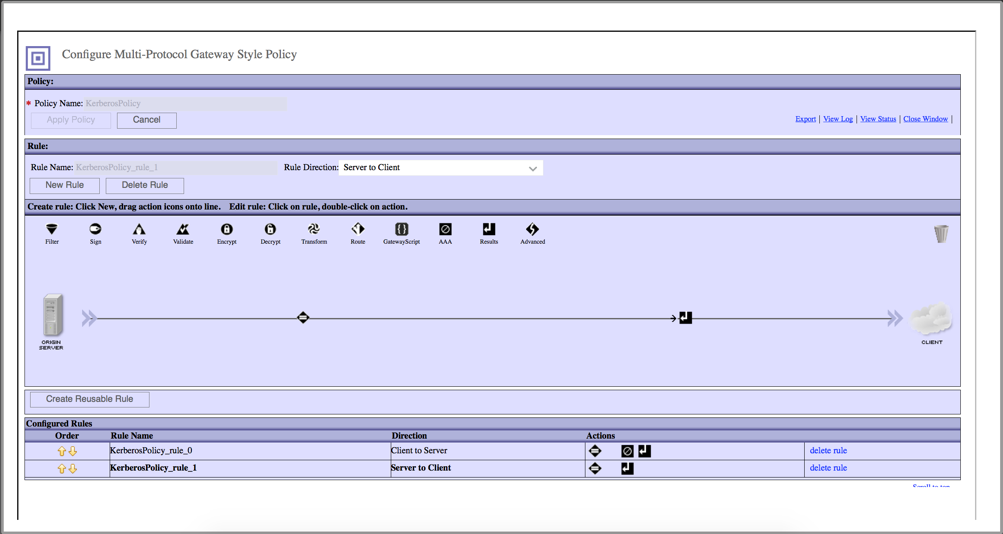 Configure Multi-Protocol Gateway Style Policy
Policy:
* Policy Name: KerberosPolicy
Apply Policy Cancel
Export | View Log | View Status | Close Window |
Rule:
Rule Name: KerberosPolicy_rule_1 Rule Direction: Server to Client
New Rule Delete Rule
Create rule: Click New, drag action icons onto line. Edit rule: Click on rule, double-click on action.
Filter Sign Verify Validate Encrypt Decrypt Transform Route GatewayScript AAA Results Advanced
ORIGIN
SERVER
CLIENT
Create Reusable Rule
Configured Rules
Order Rule Name Direction Actions
KerberosPolicy_rule_0 Client to Server delete rule
KerberosPolicy_rule_1 Server to Client delete rule
Scroll to top